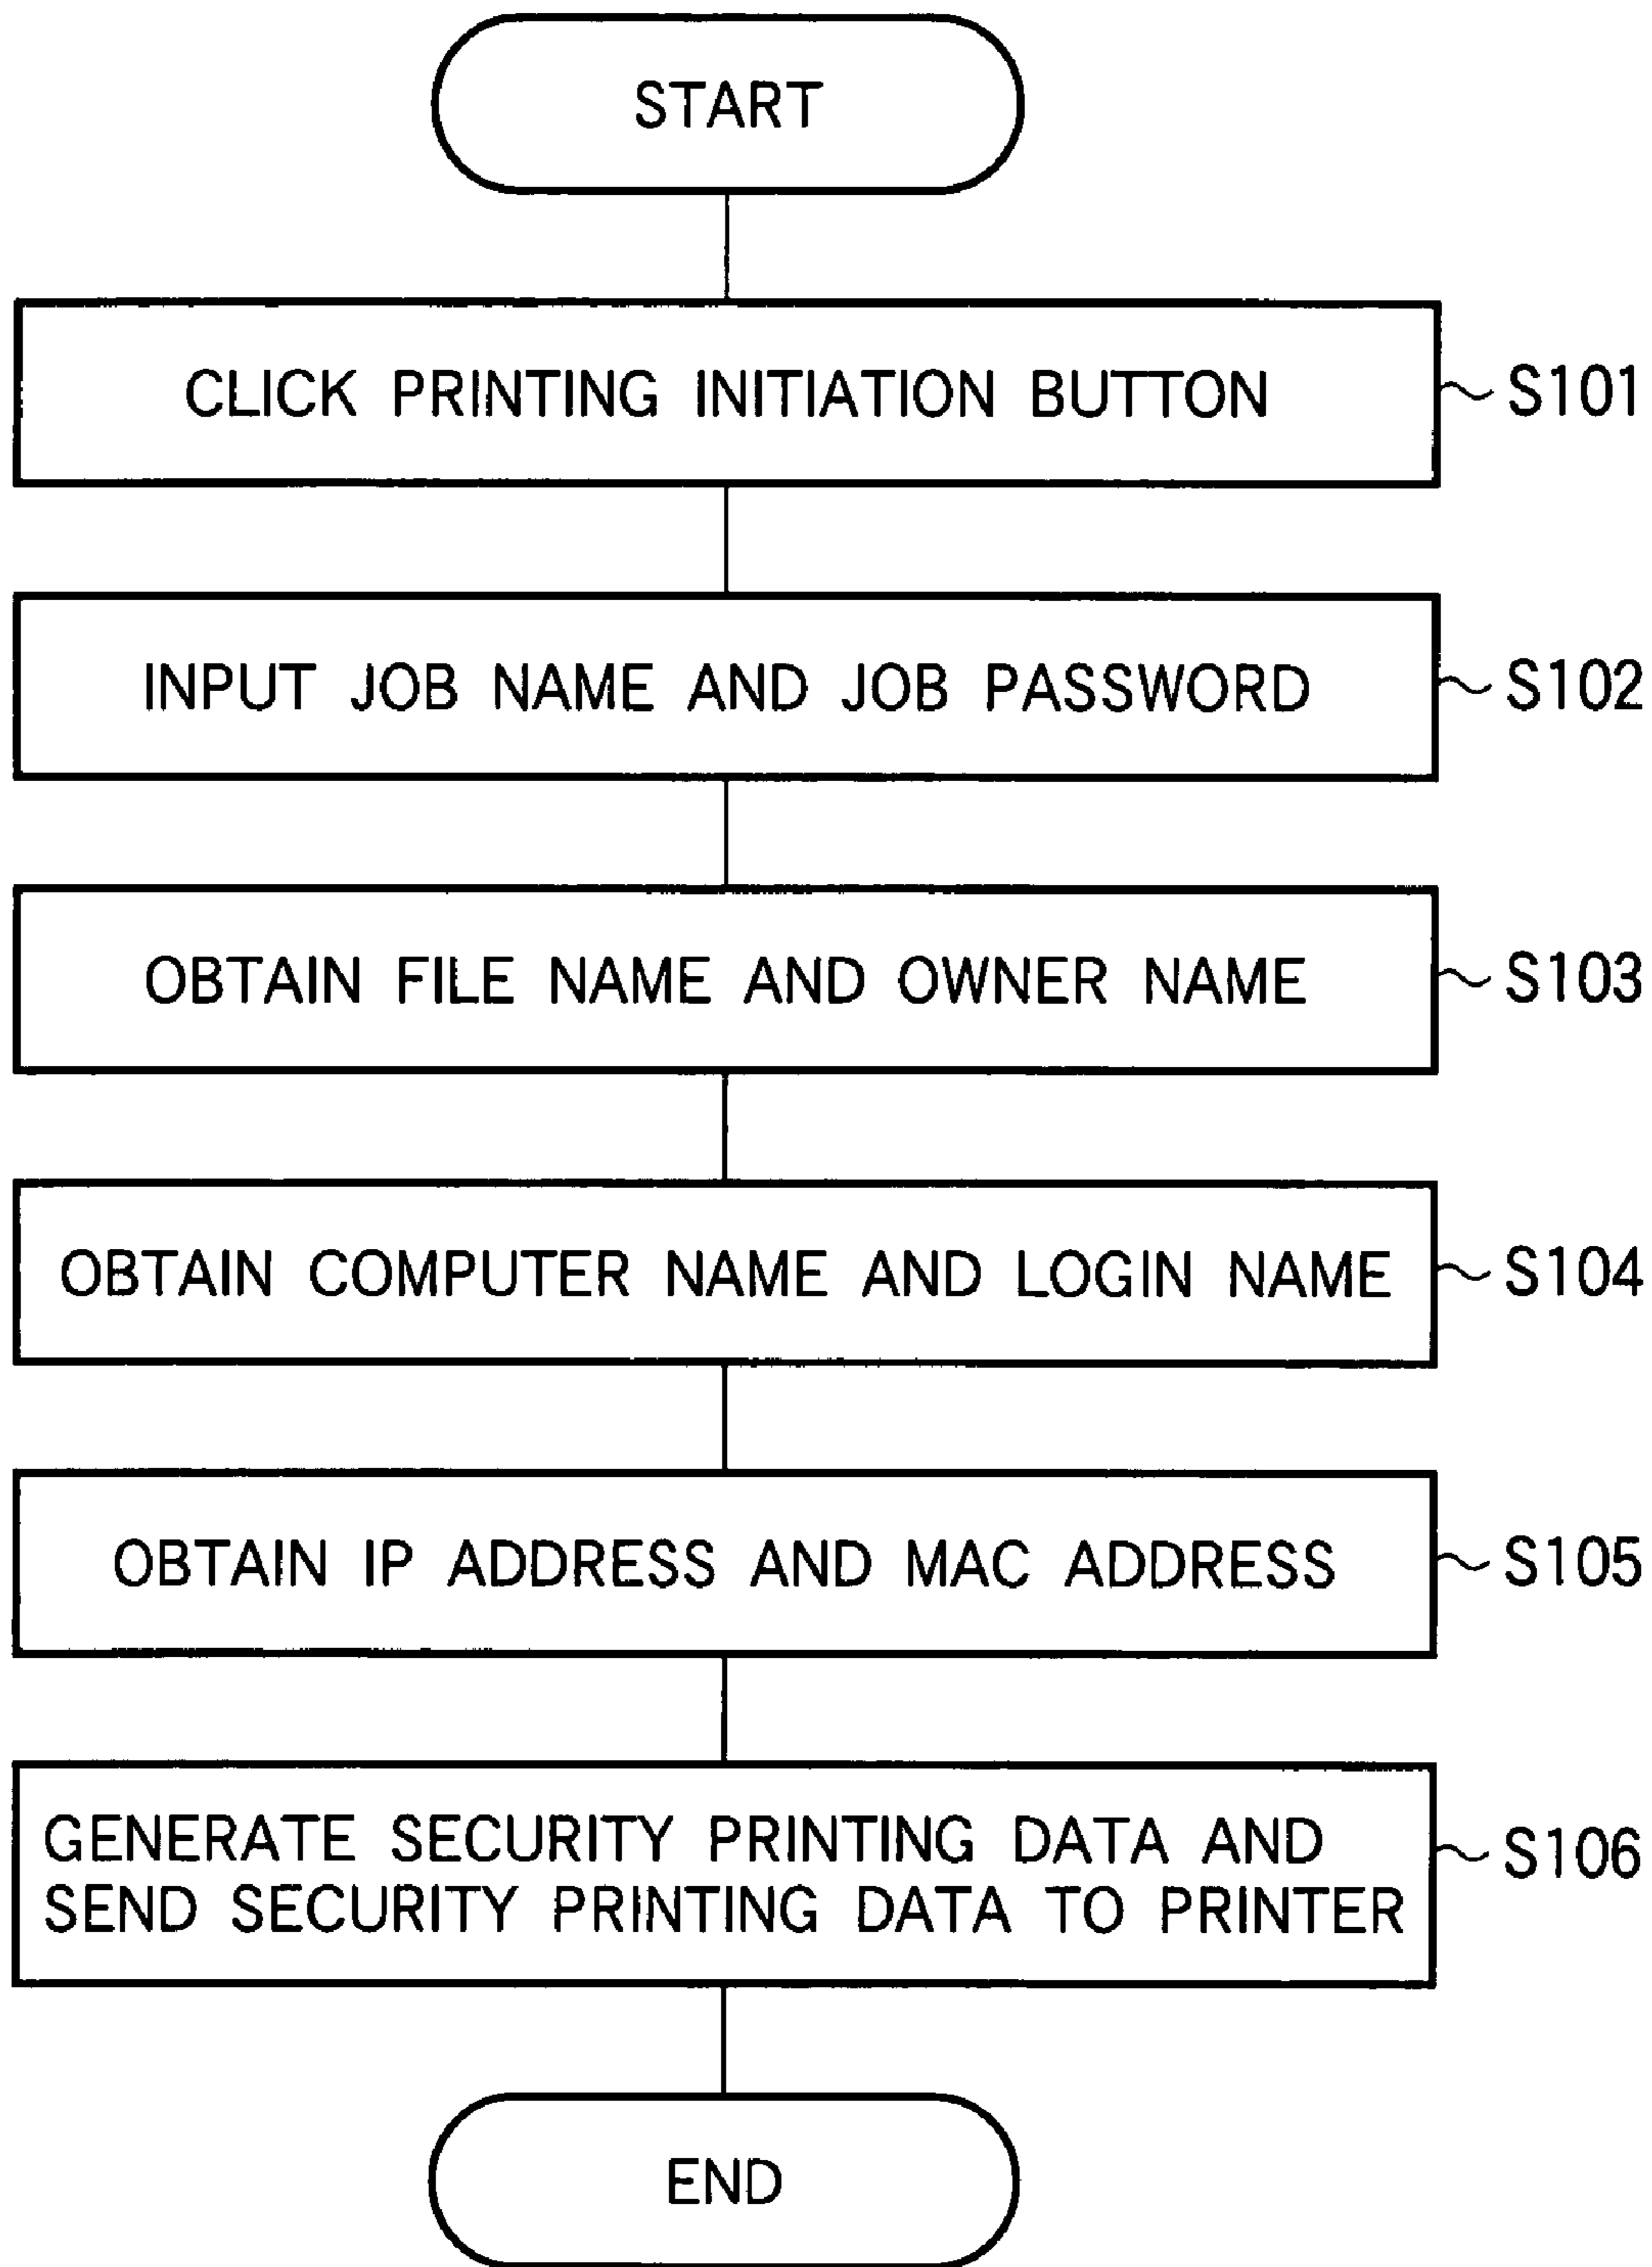 START
CLICK PRINTING INITIATION BUTTON
S101
INPUT JOB NAME AND JOB PASSWORD
S102
OBTAIN FILE NAME AND OWNER NAME
S103
OBTAIN COMPUTER NAME AND LOGIN NAME
S104
OBTAIN IP ADDRESS AND MAC ADDRESS
S105
GENERATE SECURITY PRINTING DATA AND
SEND SECURITY PRINTING DATA TO PRINTER
S106
END